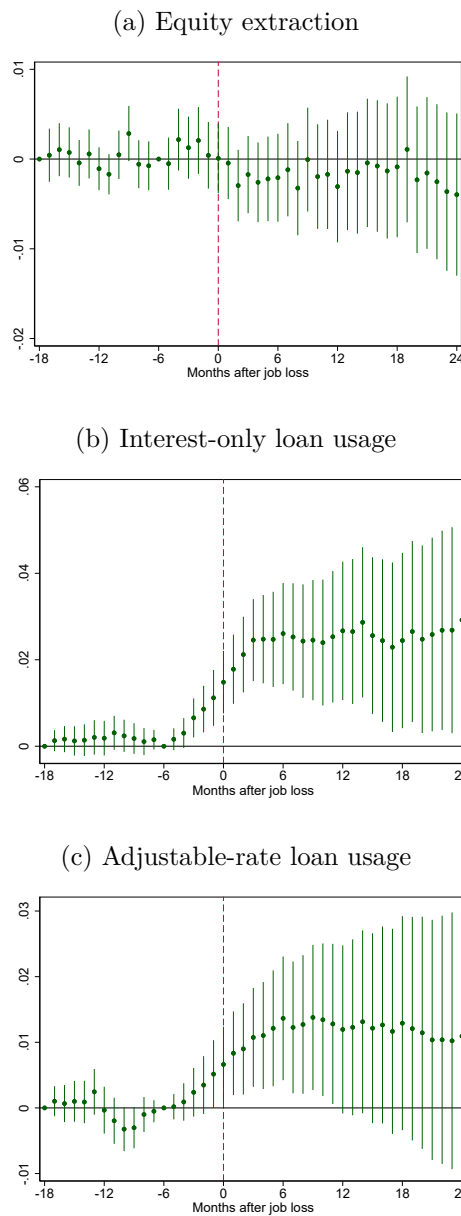 (a) Equity extraction
.01
0
-.01
-.02
-18 -12 -6 0 6 12 18 24
Months after job loss
(b) Interest-only loan usage
.06
.04
.02
0
-18 -12 -6 0 6 12 18 24
Months after job loss
(c) Adjustable-rate loan usage
.03
.02
.01
0
-.01
-18 -12 -6 0 6 12 18 24
Months after job loss